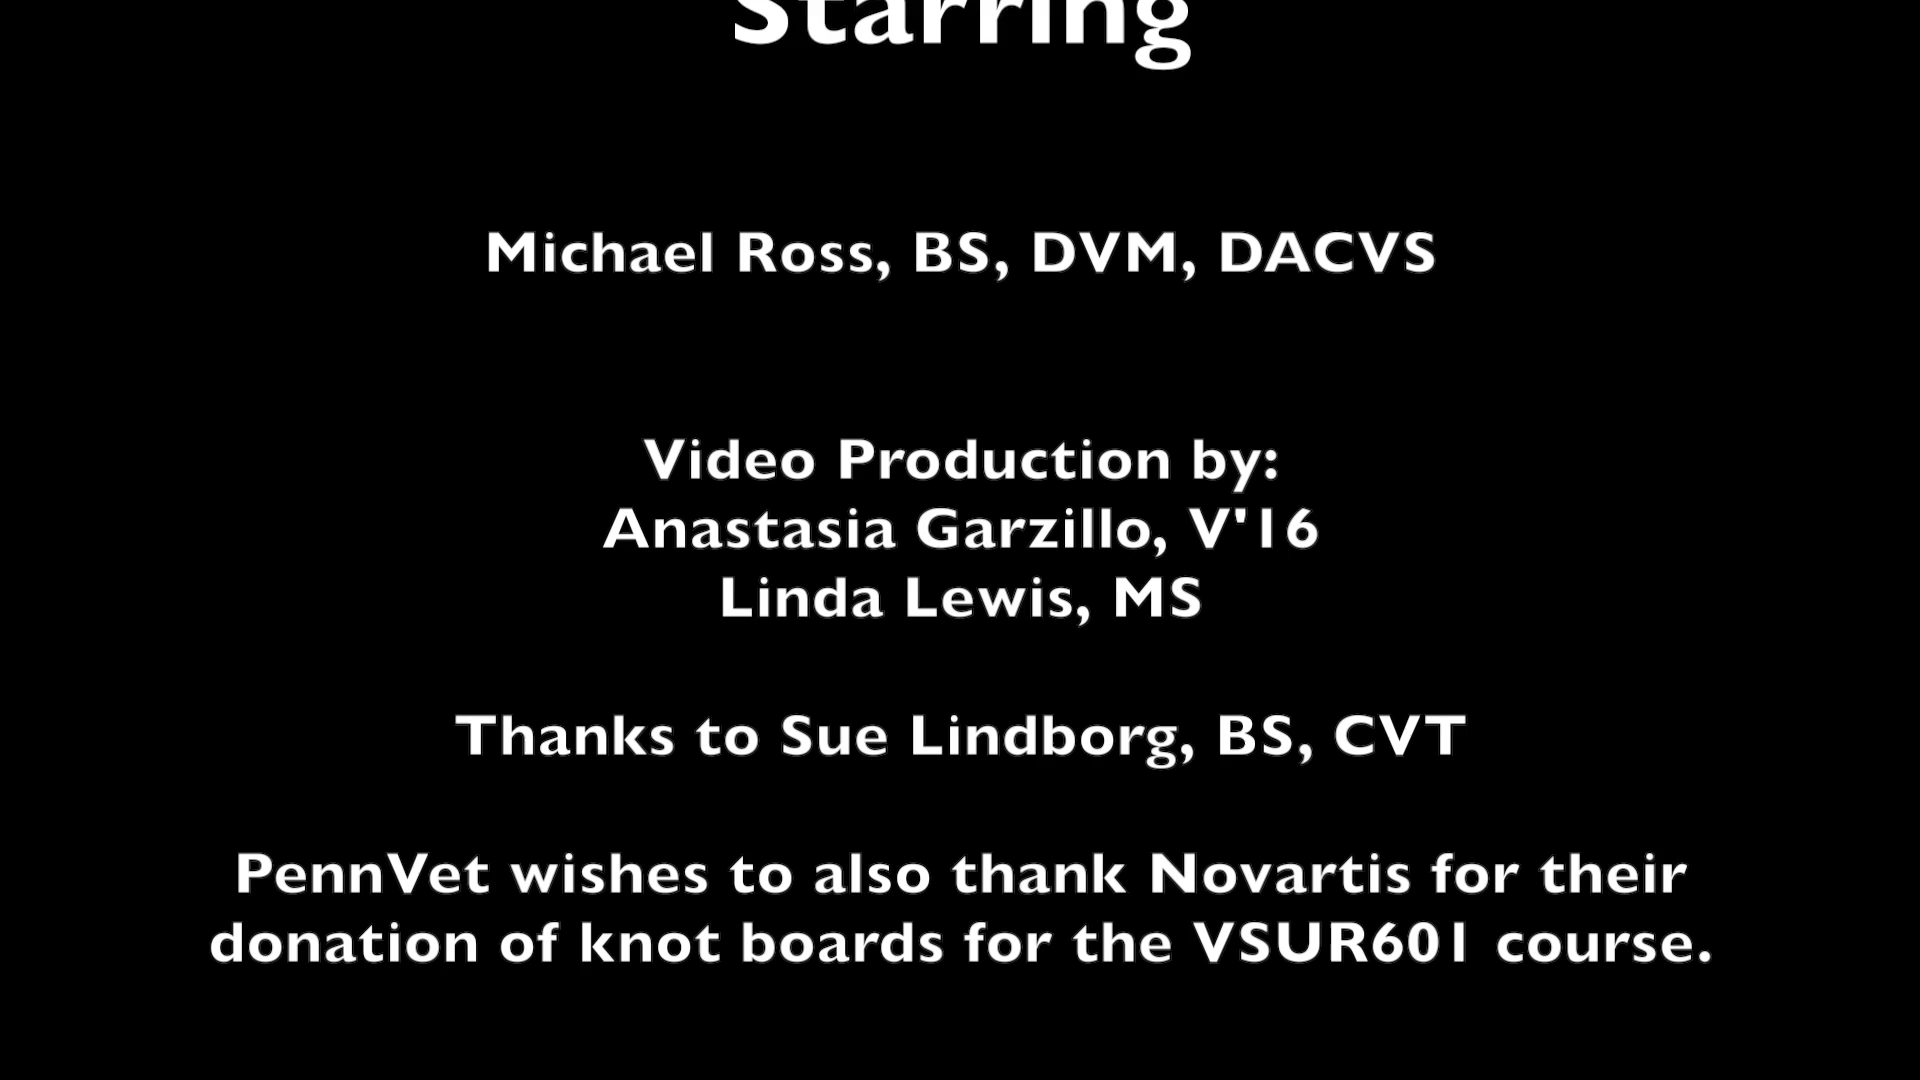 Starring
Michael Ross, BS, DVM, DACVS
Video Production by:
Anastasia Garzillo, V'16
Linda Lewis, MS
Thanks to Sue Lindborg, BS, CVT
PennVet wishes to also thank Novartis for their
donation of knot boards for the VSUR601 course.